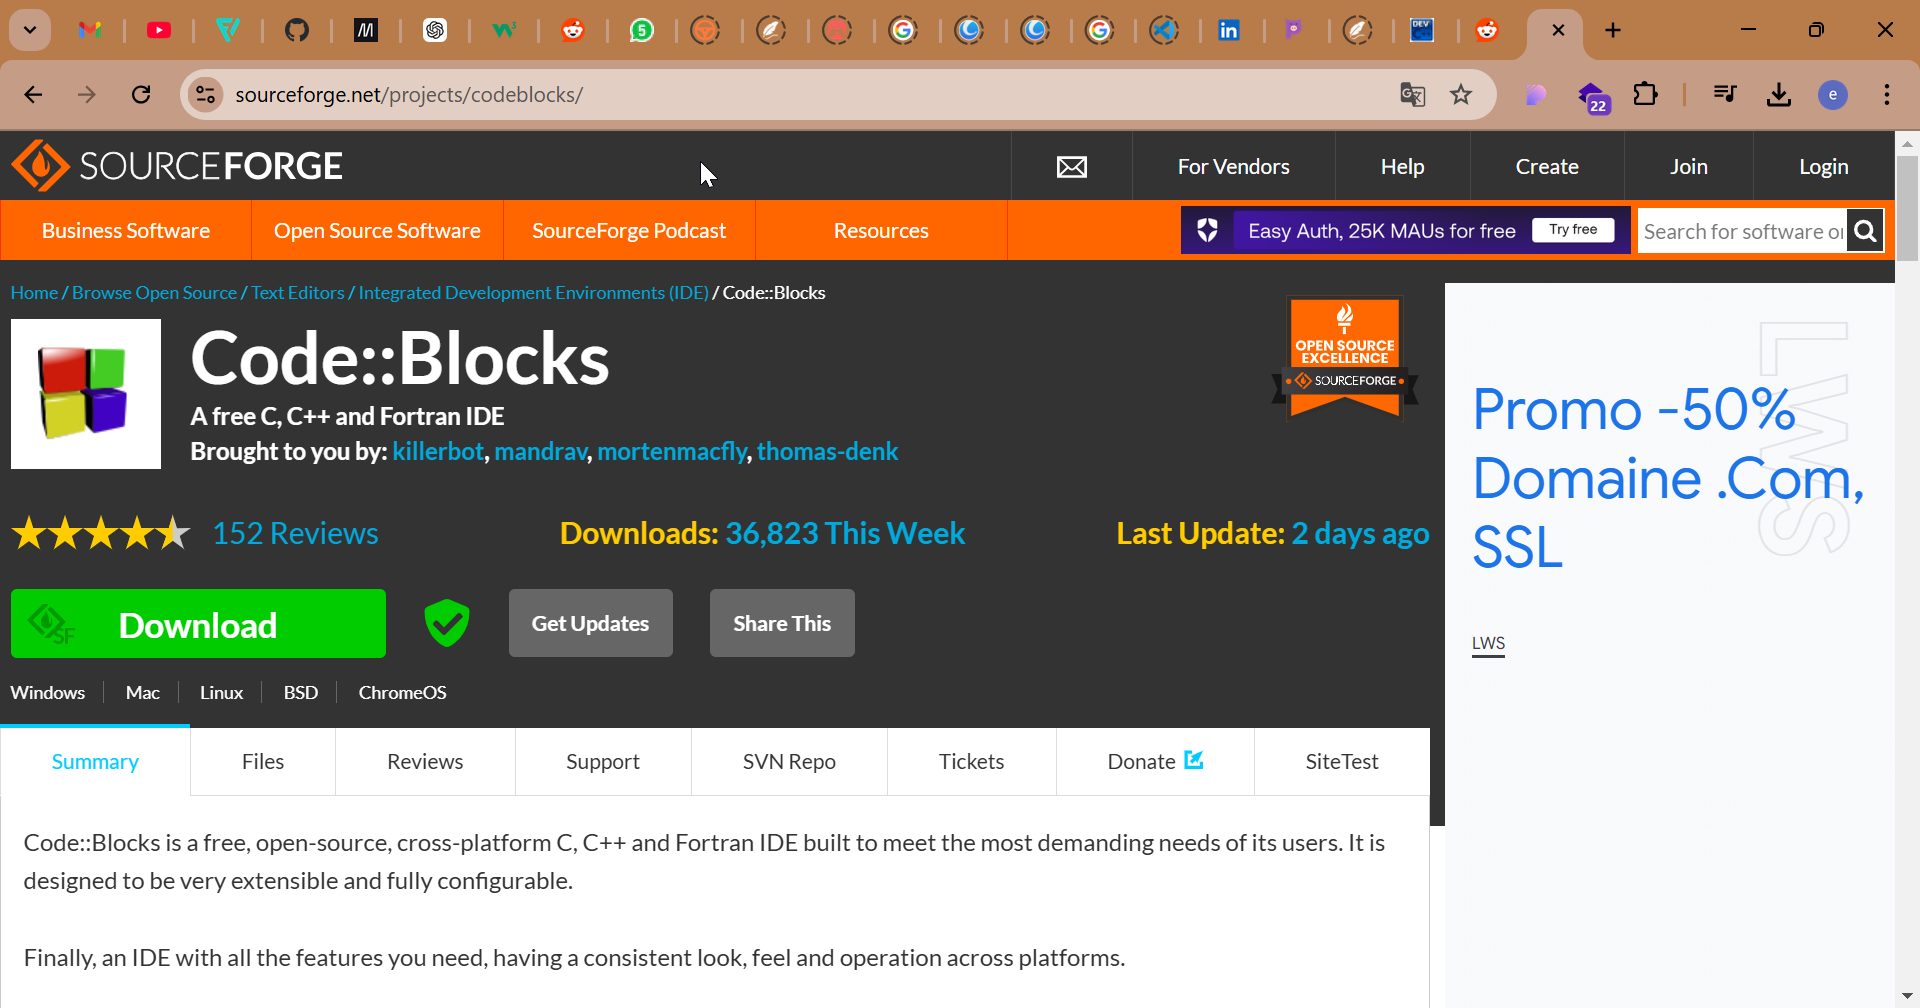 sourceforge.net/projects/codeblocks/
22
e
5
DEV
SOURCEFORGE
For Vendors
Help
Create
Join
Login
Business Software
Open Source Software
SourceForge Podcast
Resources
Easy Auth, 25K MAUs for free
Try free
Search for software or
Home / Browse Open Source / Text Editors / Integrated Development Environments (IDE) / Code::Blocks
Code::Blocks
A free C, C++ and Fortran IDE
Brought to you by: killerbot, mandrav, mortenmacfly, thomas-denk
OPEN SOURCE
EXCELLENCE
SOURCEFORGE
152 Reviews
Downloads: 36,823 This Week
Last Update: 2 days ago
SF
Download
Get Updates
Share This
Windows
Mac
Linux
BSD
ChromeOS
Summary
Files
Reviews
Support
SVN Repo
Tickets
Donate
SiteTest
Code::Blocks is a free, open-source, cross-platform C, C++ and Fortran IDE built to meet the most demanding needs of its users. It is
designed to be very extensible and fully configurable.
Finally, an IDE with all the features you need, having a consistent look, feel and operation across platforms.
LWS
Promo -50%
Domaine .Com,
SSL
LWS